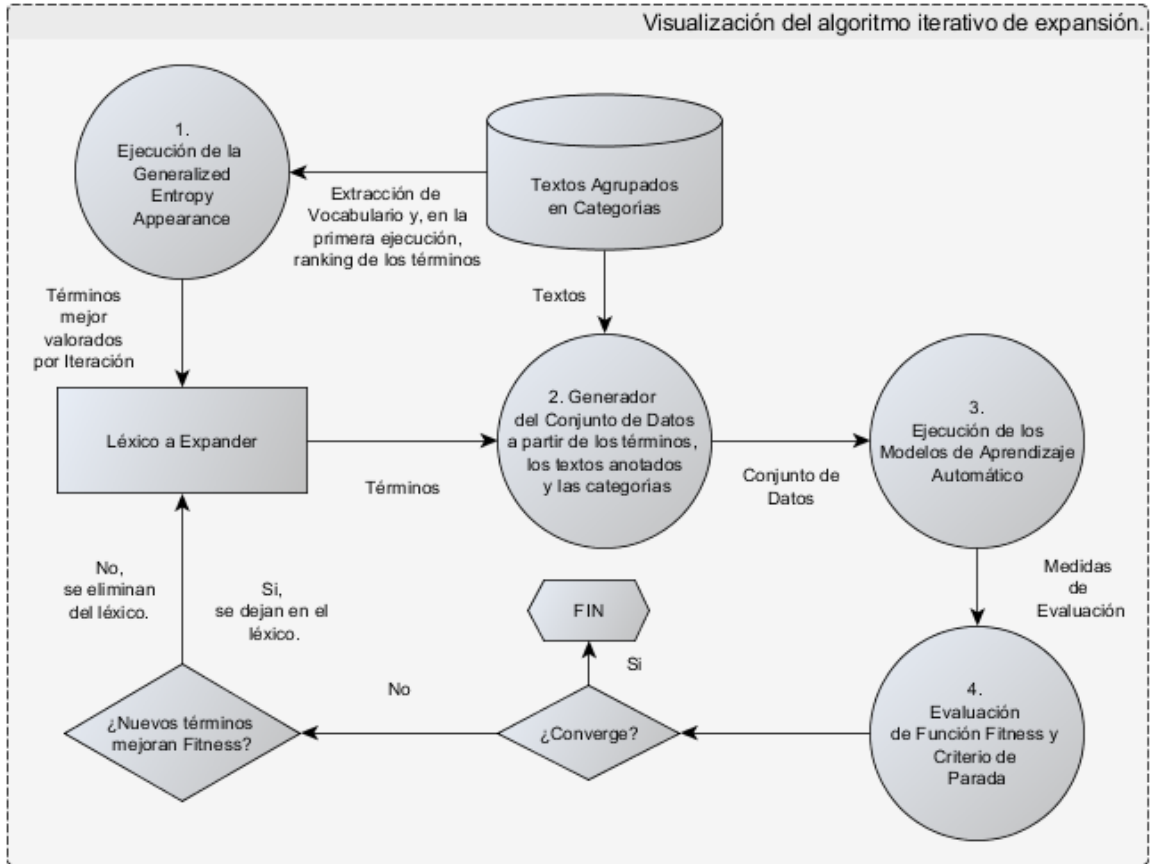 Visualización del algoritmo iterativo de expansión.
1.
Ejecución de la
Generalized
Entropy
Appearance
Extracción de
Vocabulario y, en la
primera ejecución,
ranking de los términos
Textos Agrupados
en Categorías
Términos
mejor
valorados
por Iteración
Textos
Léxico a Expander
Términos
2. Generador
del Conjunto de Datos
a partir de los términos,
los textos anotados
y las categorías
Conjunto de
Datos
3.
Ejecución de los
Modelos de Aprendizaje
Automático
Medidas
de
Evaluación
4.
Evaluación
de Función Fitness y
Criterio de
Parada
¿Converge?
Si
FIN
No
¿Nuevos términos
mejoran Fitness?
No,
se eliminan
del léxico.
Si,
se dejan en el
léxico.